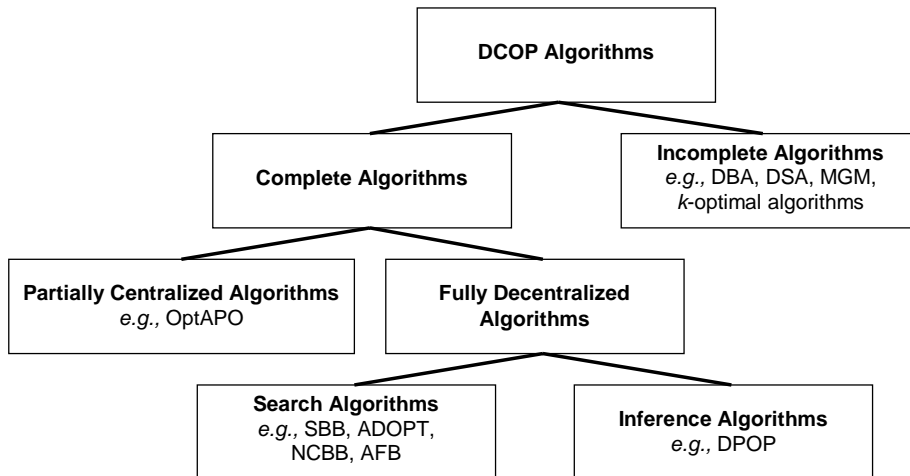 DCOP Algorithms
Complete Algorithms
Incomplete Algorithms
e.g., DBA, DSA, MGM,
k-optimal algorithms
Partially Centralized Algorithms
e.g., OptAPO
Fully Decentralized
Algorithms
Search Algorithms
e.g., SBB, ADOPT,
NCBB, AFB
Inference Algorithms
e.g., DPOP